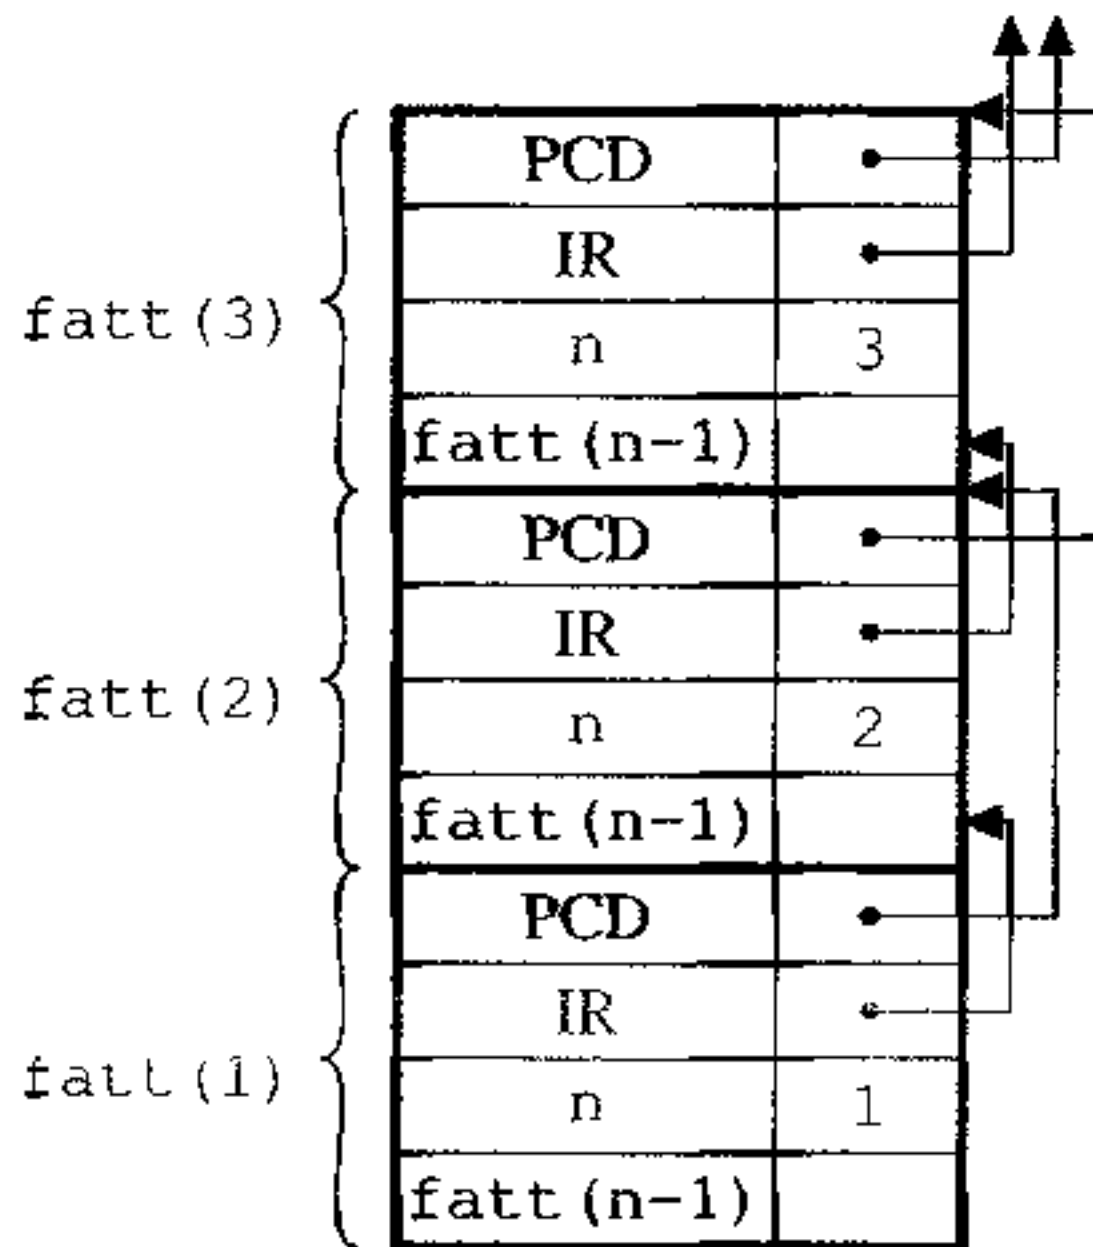 PCD
IR
fatt(3)
n 3
fatt(n-1)
PCD
IR
fatt(2)
n 2
fatt(n-1)
PCD
IR
fatt(1)
n 1
fatt(n-1)